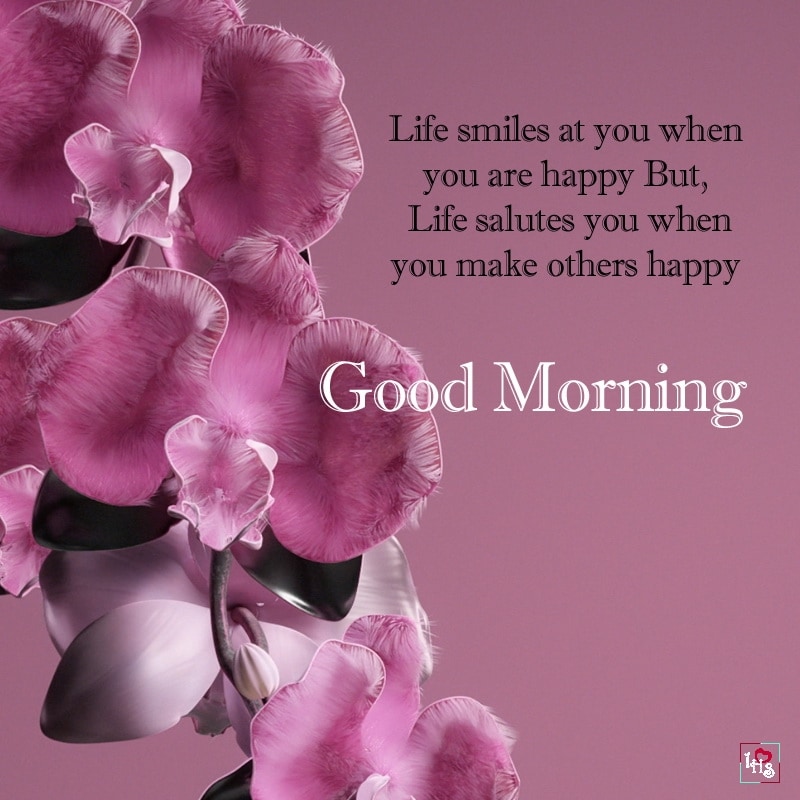 Life smiles at you when
you are happy But,
Life salutes you when
you make others happy
Good Morning
IHS